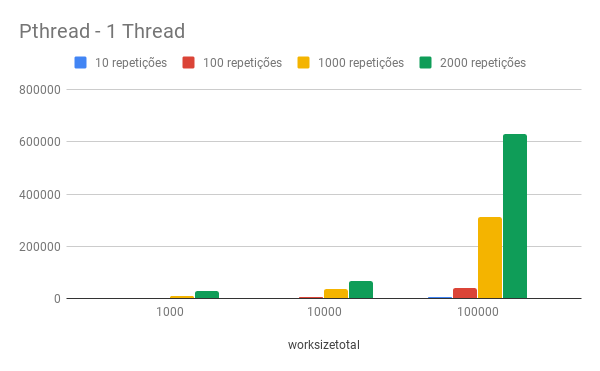 Pthread - 1 Thread
10 repetições 100 repetições 1000 repetições 2000 repetições
800000
600000
400000
200000
0
1000 10000 100000
worksizetotal